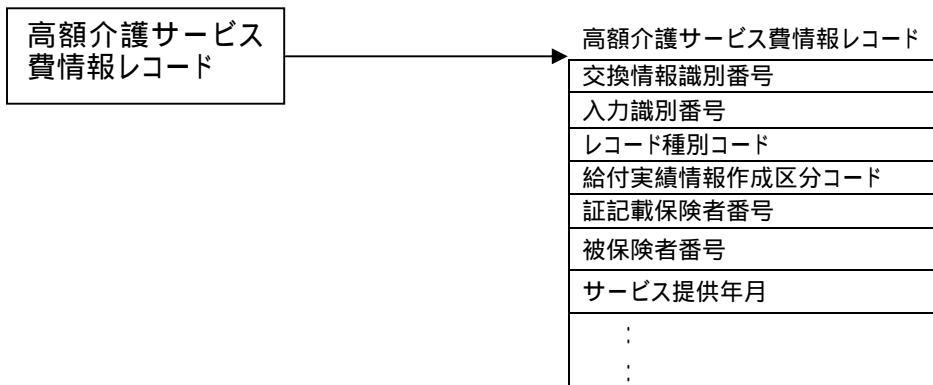 高額介護サービス
費情報レコード
高額介護サービス費情報レコード
交換情報識別番号
入力識別番号
レコード種別コード
給付実績情報作成区分コード
証記載保険者番号
被保険者番号
サービス提供年月
:
: